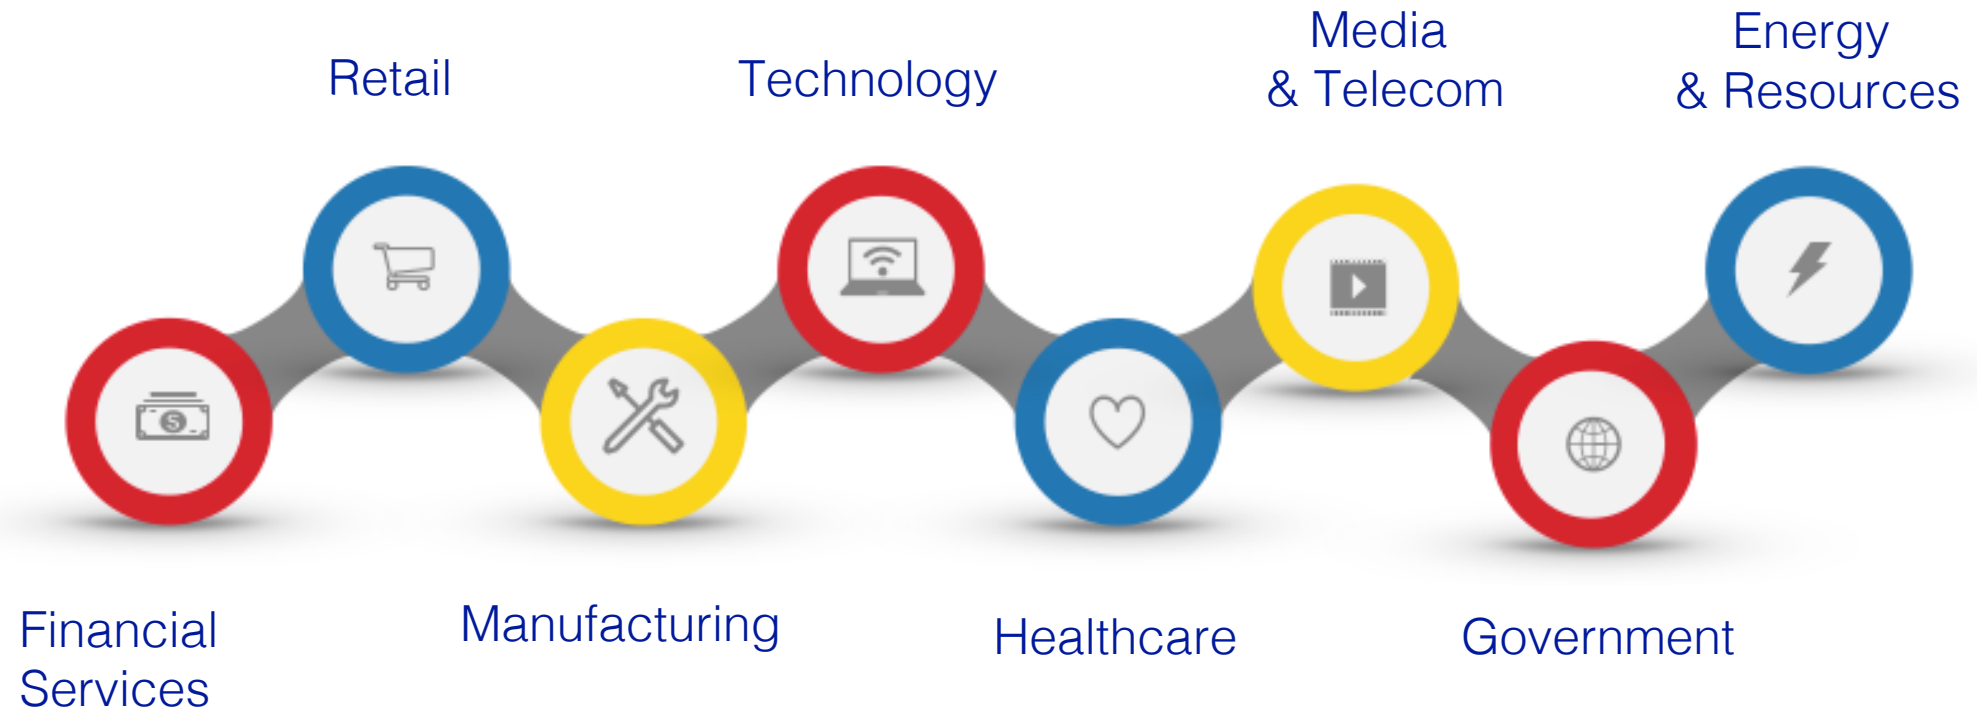 Retail
Technology
Media
& Telecom
Energy
& Resources
Financial
Services
Manufacturing
Healthcare
Government